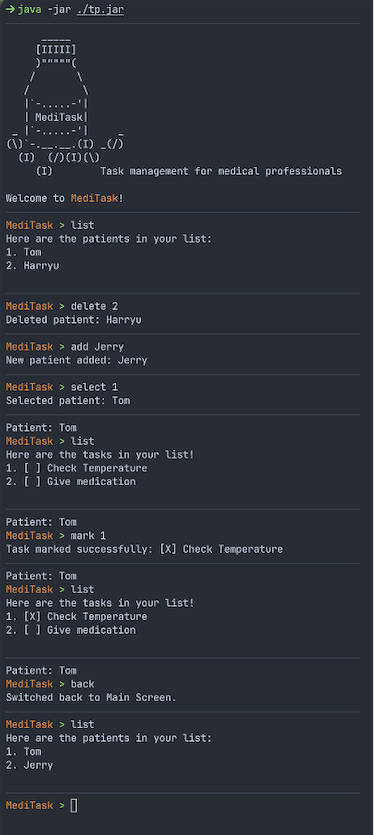 → java -jar ./tp.jar
      _____
     [IIIII]
     )"""""(
    /       \
   /         \
   |`-.....-'|
   | MediTask|
 _ |`-.....-'|     _
(\)`-.__.__.(I) _(/)
  (I)  (/)(I)(\)
     (I)        Task management for medical professionals
Welcome to MediTask!
MediTask > list
Here are the patients in your list:
1. Tom
2. Harryu
MediTask > delete 2
Deleted patient: Harryu
MediTask > add Jerry
New patient added: Jerry
MediTask > select 1
Selected patient: Tom
Patient: Tom
MediTask > list
Here are the tasks in your list!
1. [ ] Check Temperature
2. [ ] Give medication
Patient: Tom
MediTask > mark 1
Task marked successfully: [X] Check Temperature
Patient: Tom
MediTask > list
Here are the tasks in your list!
1. [X] Check Temperature
2. [ ] Give medication
Patient: Tom
MediTask > back
Switched back to Main Screen.
MediTask > list
Here are the patients in your list:
1. Tom
2. Jerry
MediTask >